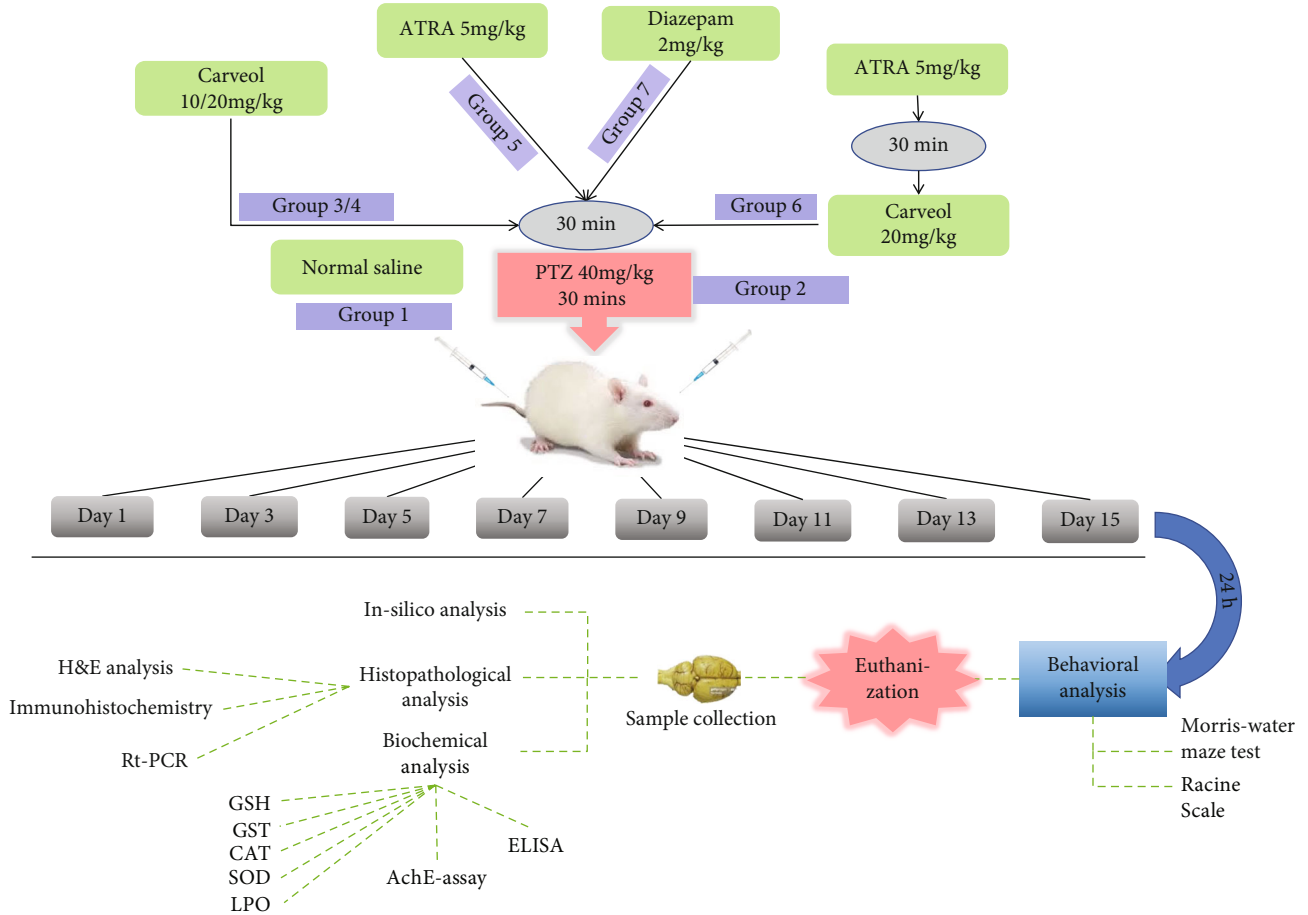 ATRA 5mg/kg
Diazepam
2mg/kg
Carveol
10/20mg/kg
ATRA 5mg/kg
Group 5
Group 7
30 min
Group 3/4
30 min
Group 6
Carveol
20mg/kg
Normal saline
Group 1
PTZ 40mg/kg
30 mins
Group 2
Day 1
Day 3
Day 5
Day 7
Day 9
Day 11
Day 13
Day 15
24 h
In-silico analysis
H&E analysis
Immunohistochemistry
Rt-PCR
Histopathological
analysis
Biochemical
analysis
Sample collection
Euthani-
zation
Behavioral
analysis
Morris-water
maze test
Racine
Scale
GSH
GST
CAT
SOD
LPO
AchE-assay
ELISA